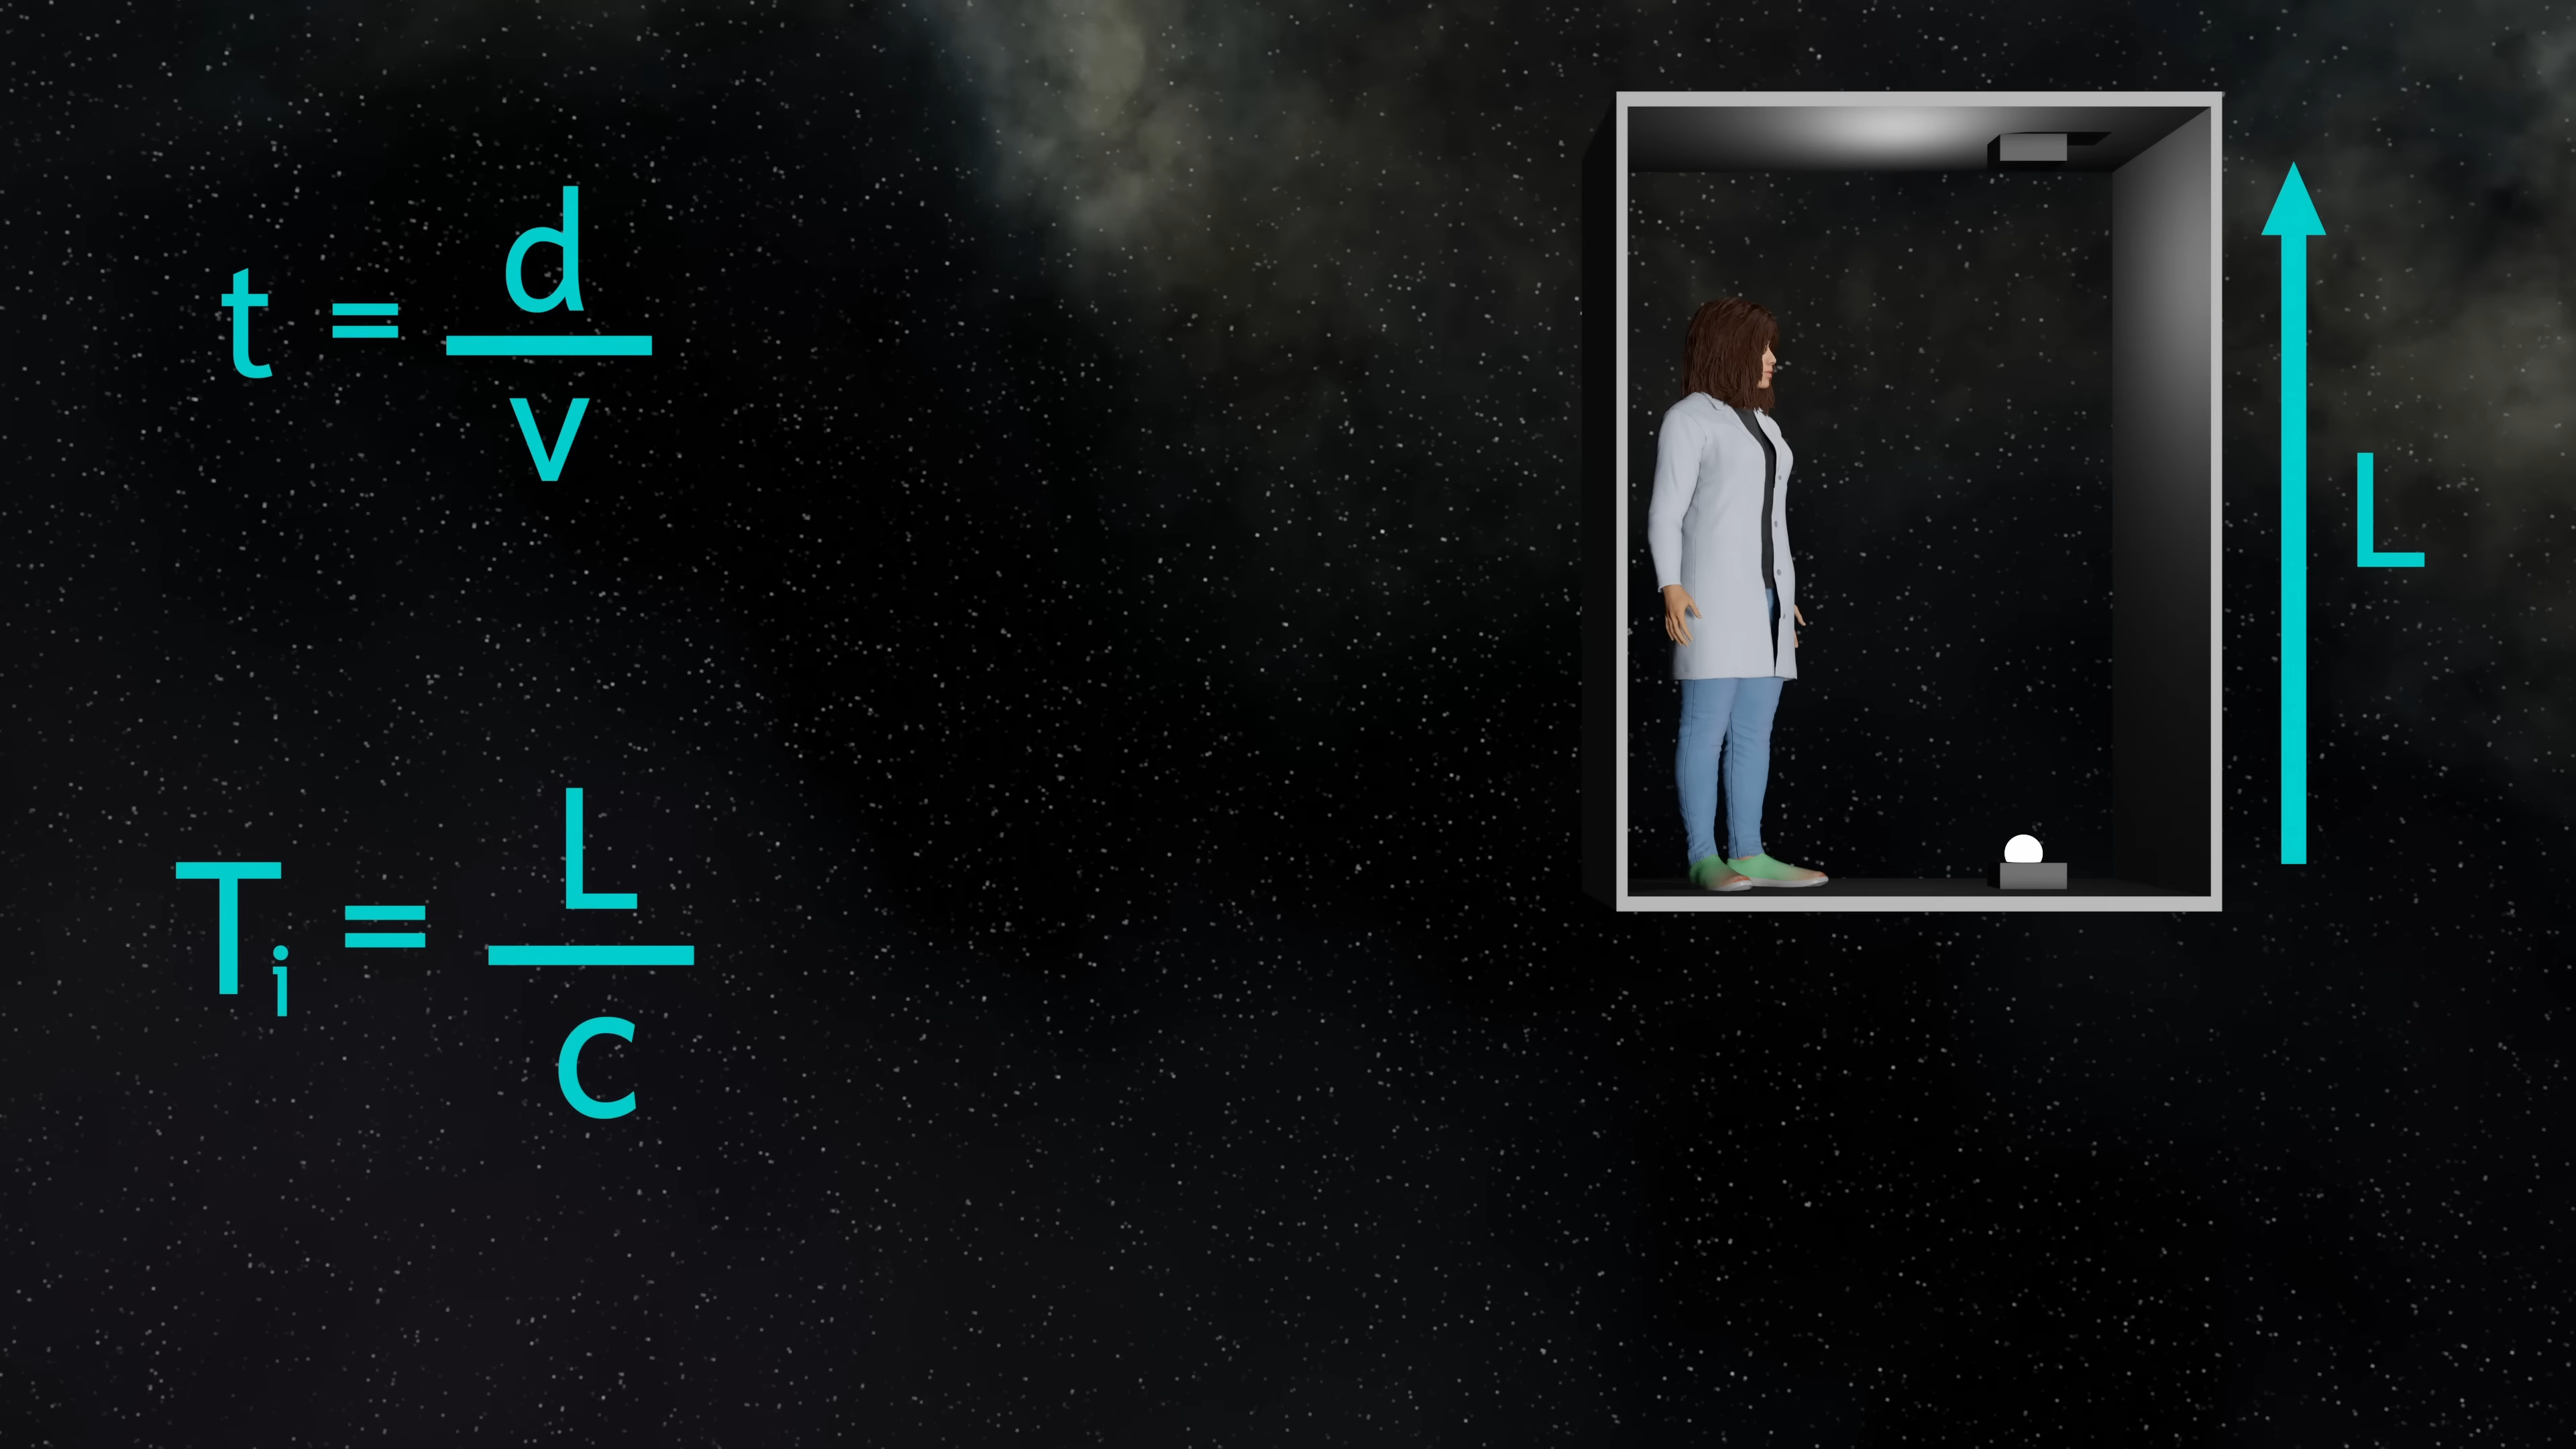 t = d/v
L
Tᵢ = L/c